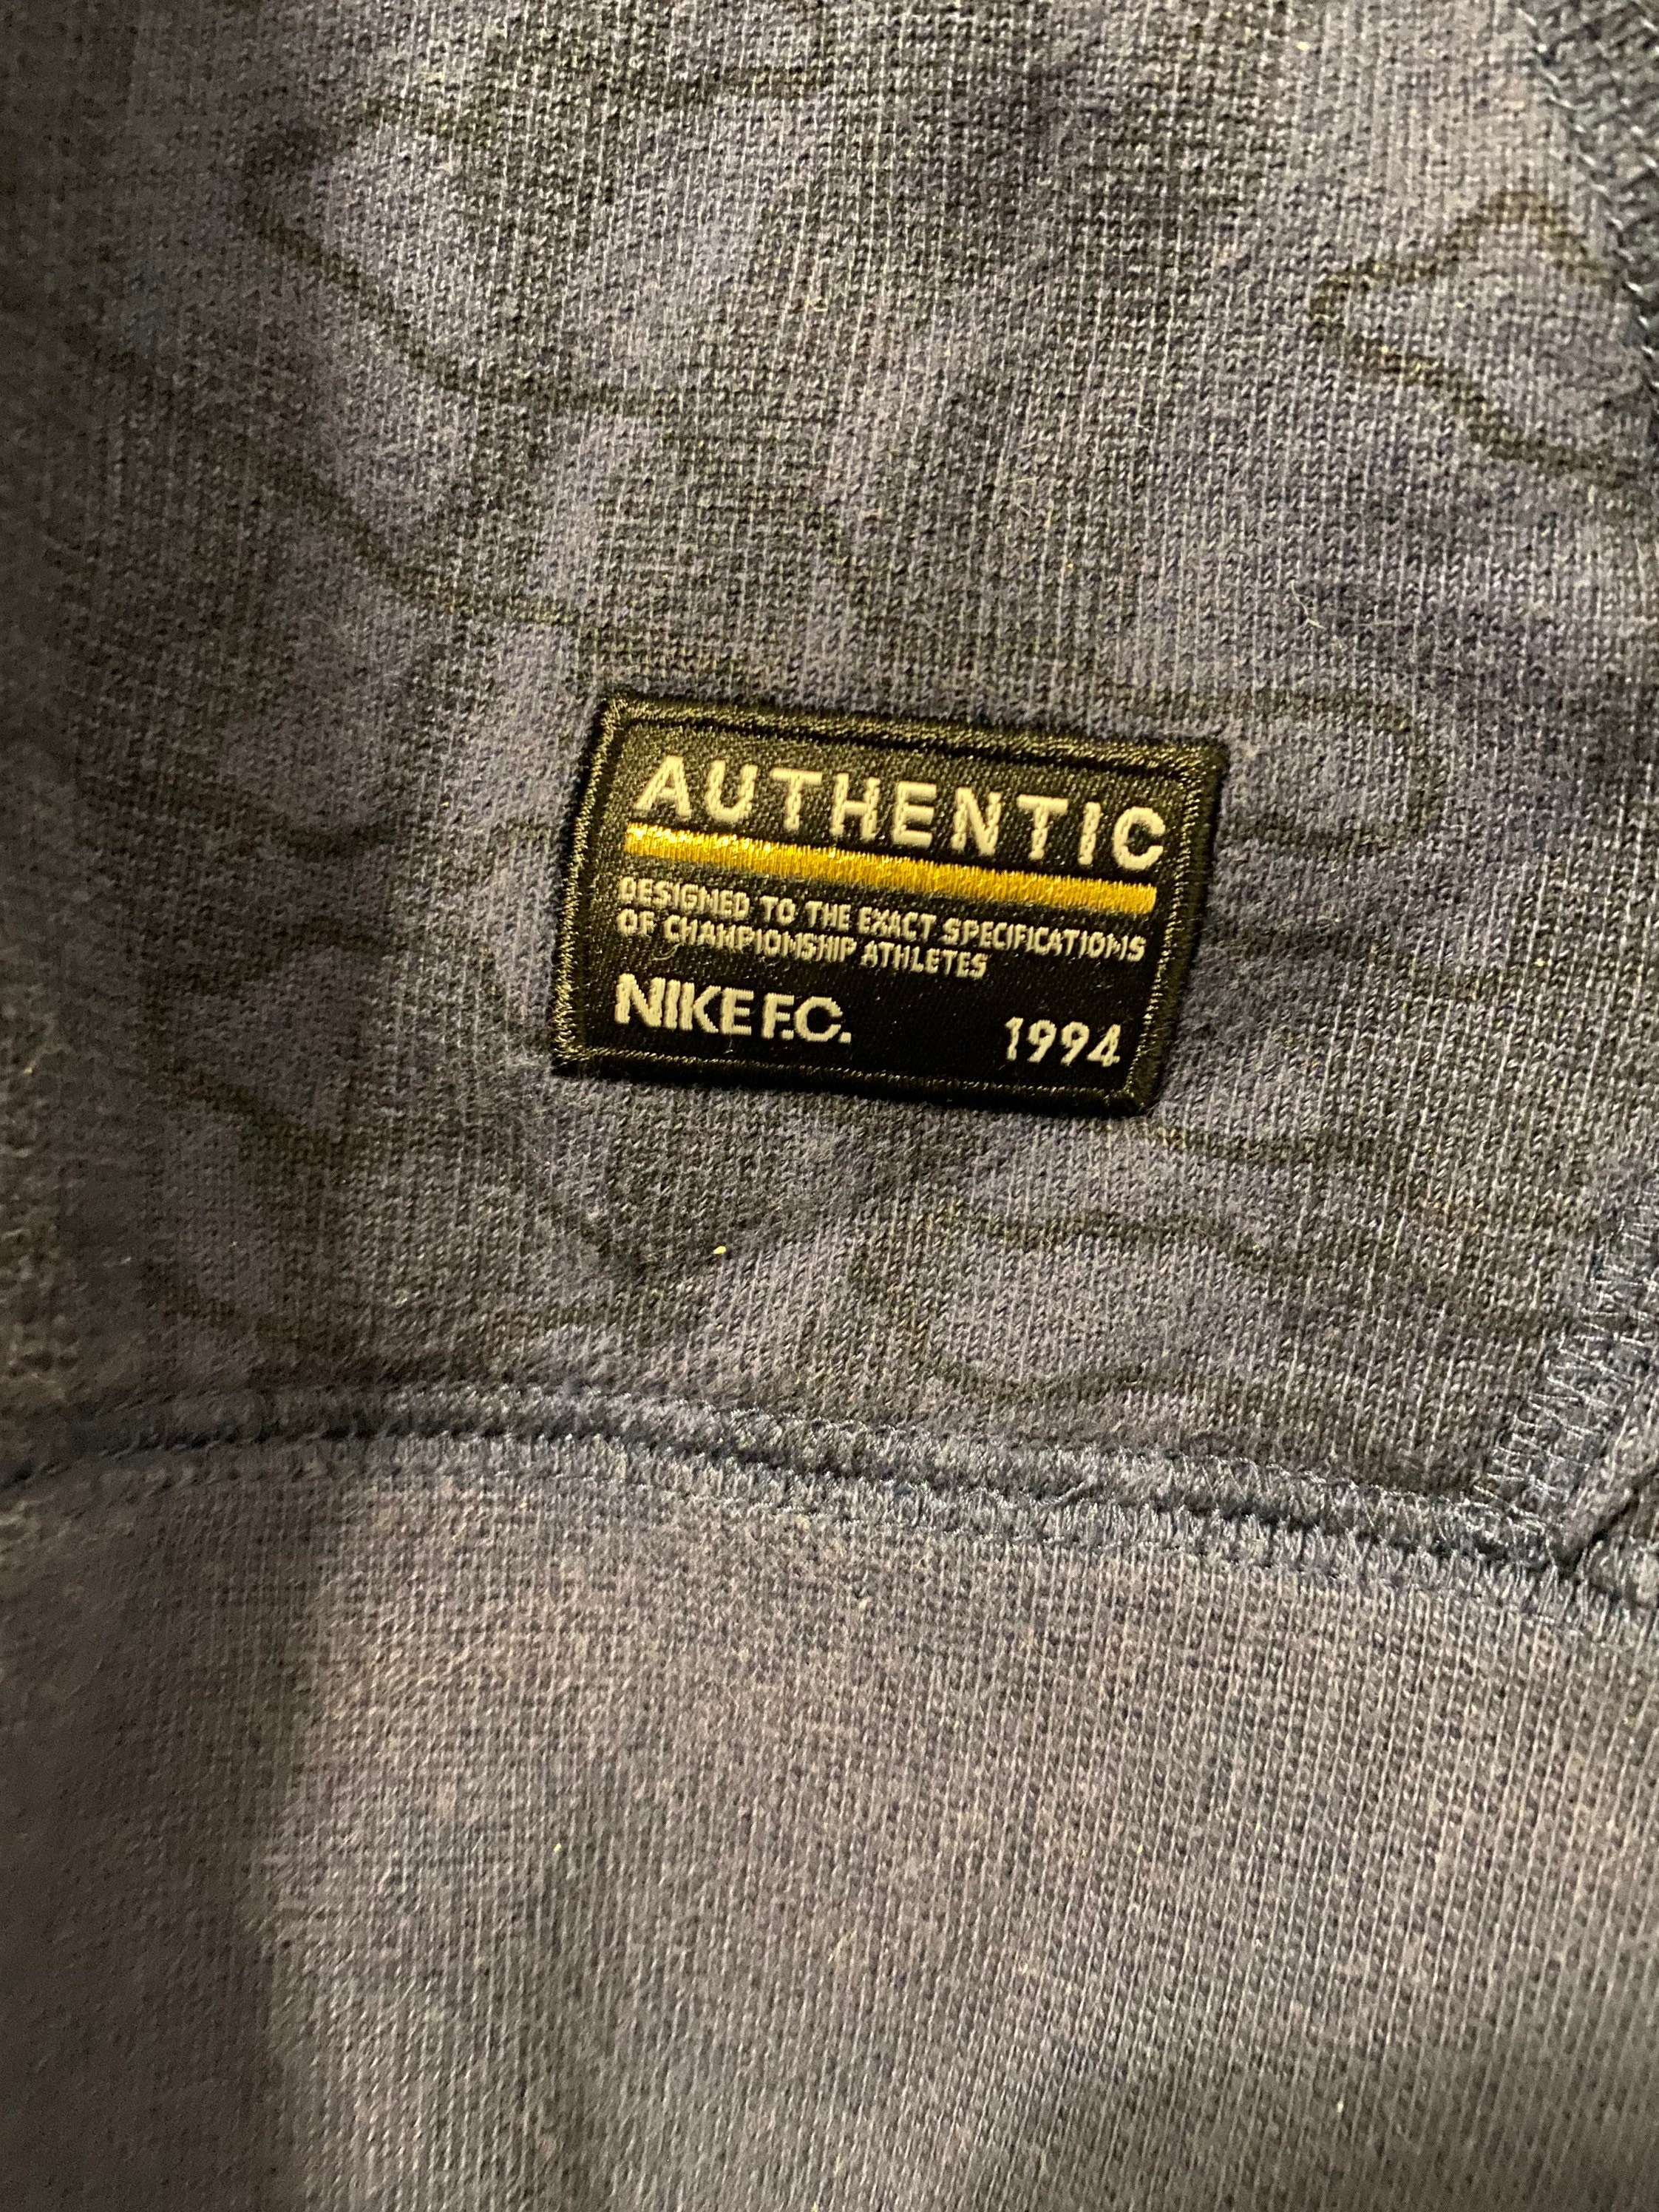 AUTHENTIC
DESIGNED TO THE EXACT SPECIFICATIONS
OF CHAMPIONSHIP ATHLETES
NIKE F.C. 1994